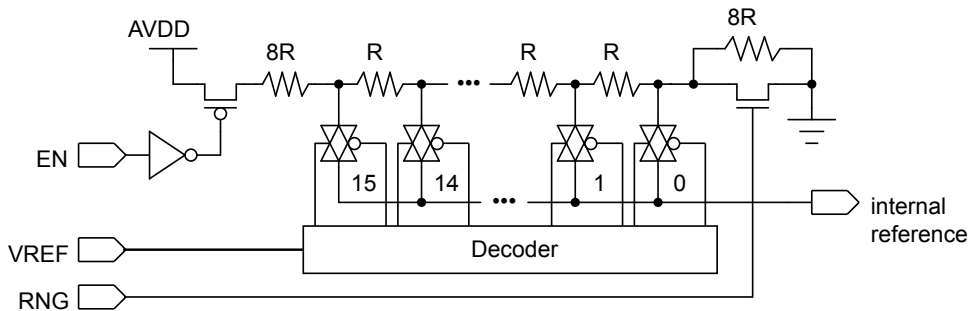 8R
AVDD
8R R ••• R R
EN
15 14 1 0
•••
internal
reference
VREF
Decoder
RNG